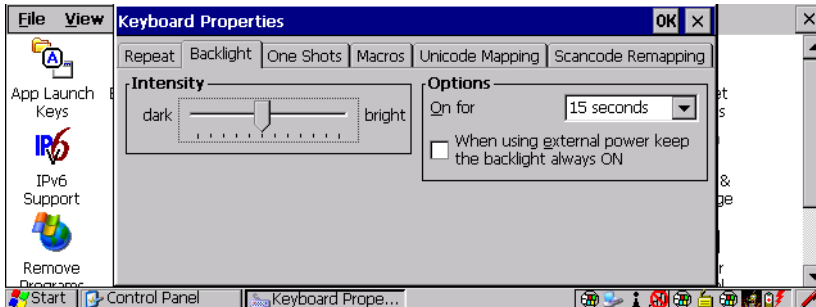 File View
Keyboard Properties
OK
Repeat
Backlight
One Shots
Macros
Unicode Mapping
Scancode Remapping
App Launch
Keys
IPv6
Support
Remove
Programs
Intensity
dark
bright
Options
On for
15 seconds
When using external power keep
the backlight always ON
&
Start
Control Panel
Keyboard Prope...